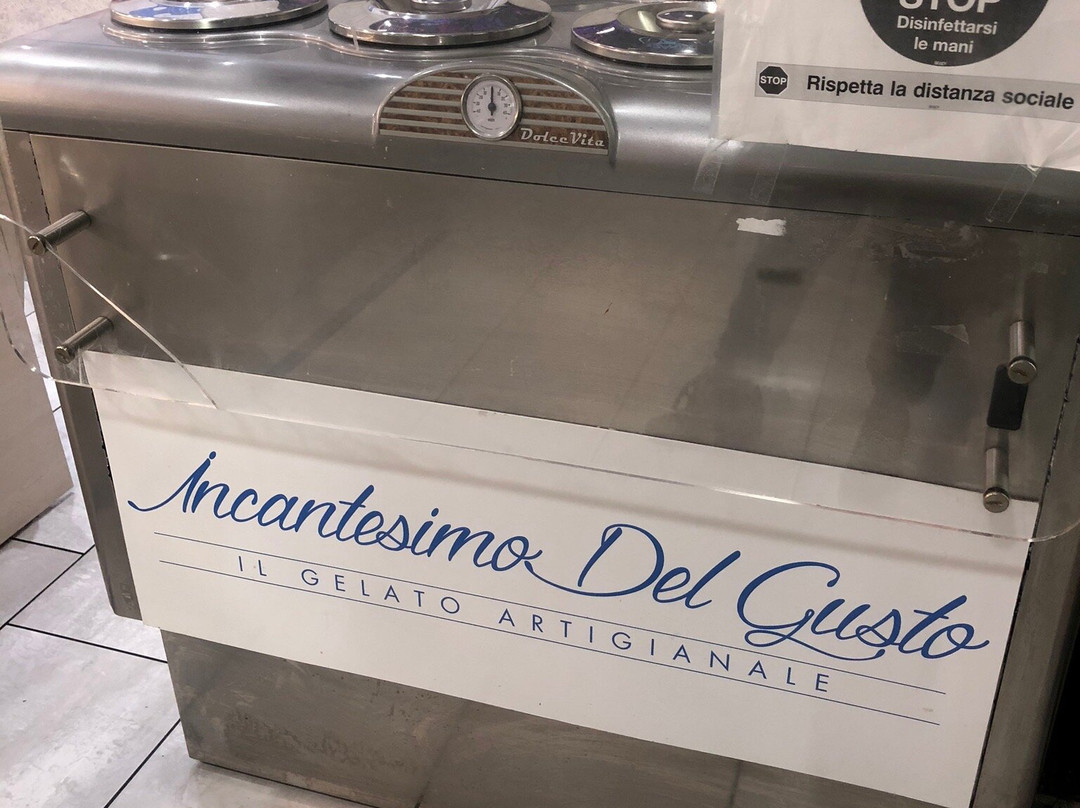 STOP
Disinfettarsi
le mani
STOP
Rispetta la distanza sociale
DolceVita
incantesimo Del Gusto
IL GELATO ARTIGIANALE